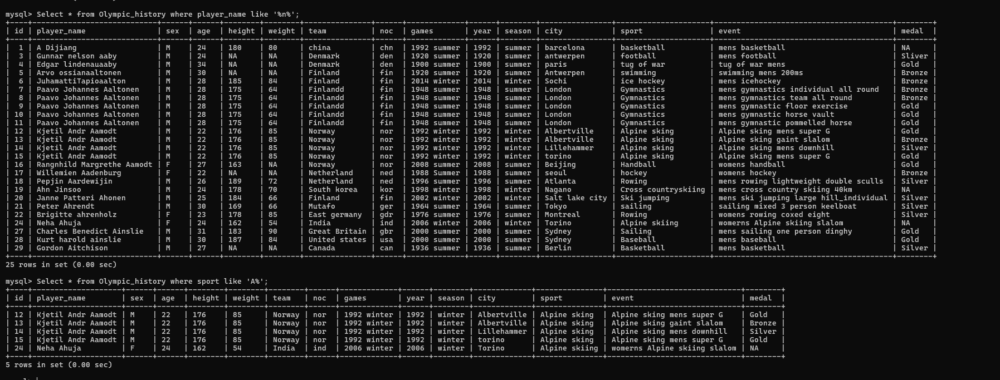 mysql> Select * from Olympic_history where player_name like '%n%';
+----+---------------------------+------+------+--------+--------+---------------+------+-------------+------+--------+----------------+----------------------+----------------------------------------+--------+
| id | player_name                | sex  | age  | height | weight | team          | noc  | games       | year | season | city           | sport                | event                                  | medal  |
+----+---------------------------+------+------+--------+--------+---------------+------+-------------+------+--------+----------------+----------------------+----------------------------------------+--------+
| 1 | A Dijiang | M | 24 | 180 | 80 | china | chn | 1992 summer | 1992 | summer | barcelona | basketball | mens basketball | NA |
| 3 | Gunnar nelson aaby | M | 24 | NA | NA | Denmark | den | 1920 summer | 1920 | summer | antwerpen | football | mens football | Sliver |
| 4 | Edgar lindenauaaby | M | 34 | NA | NA | Denmark | den | 1900 summer | 1900 | summer | paris | tug of war | tug of war mens | Gold |
| 5 | Arvo ossianaaltonen | M | 30 | NA | NA | Finland | fin | 1920 summer | 1920 | summer | Antwerpen | swimming | swimming mens 200ms | Bronze |
| 6 | JuhamattiTapioaalton | M | 28 | 185 | 84 | Finland | fin | 2014 winter | 2014 | winter | Sochi | ice hockey | mens icehockey | Bronze |
| 7 | Paavo Johannes Aaltonen | M | 28 | 175 | 64 | Finlandd | fin | 1948 summer | 1948 | summer | London | Gymnastics | mens gymnastics individual all round | Bronze |
| 8 | Paavo Johannes Aaltonen | M | 28 | 175 | 64 | Finlandd | fin | 1948 summer | 1948 | summer | London | Gymnastics | mens gymnastics team all round | Bronze |
| 9 | Paavo Johannes Aaltonen | M | 28 | 175 | 64 | Finlandd | fin | 1948 summer | 1948 | summer | London | Gymnastics | mens gymnastic floor exercise | Gold |
| 10 | Paavo Johannes Aaltonen | M | 28 | 175 | 64 | Finlandd | fin | 1948 summer | 1948 | summer | London | Gymnastics | mens gymnastic horse vault | Gold |
| 11 | Paavo Johannes Aaltonen | M | 28 | 175 | 64 | Finlandd | fin | 1948 summer | 1948 | summer | London | Gymnastics | mens gymnastic pommelled horse | Gold |
| 12 | Kjetil Andr Aamodt | M | 22 | 176 | 85 | Norway | nor | 1992 winter | 1992 | winter | Albertville | Alpine sking | Alpine sking mens super G | Gold |
| 13 | Kjetil Andr Aamodt | M | 22 | 176 | 85 | Norway | nor | 1992 winter | 1992 | winter | Albertville | Alpine sking | Alpine sking gaint slalom | Bronze |
| 14 | Kjetil Andr Aamodt | M | 22 | 176 | 85 | Norway | nor | 1992 winter | 1992 | winter | Lillehammer | Alpine sking | Alpine sking mens downhill | Silver |
| 15 | Kjetil Andr Aamodt | M | 22 | 176 | 85 | Norway | nor | 1992 winter | 1992 | winter | torino | Alpine sking | Alpine sking mens super G | Gold |
| 16 | Rangnhild Margrethe Aamodt | F | 27 | 163 | NA | Norway | nor | 2008 summer | 2008 | summer | Beijing | Handball | womens handball | Gold |
| 17 | Willemien Aadenburg | F | 22 | NA | NA | Netherland | ned | 1988 Summer | 1988 | summer | seoul | hockey | womens hockey | Bronze |
| 18 | Pepjin Aardewijin | M | 26 | 189 | 72 | Netherland | ned | 1996 summer | 1996 | summer | Atlanta | Rowing | mens rowing lightweight double sculls | Silver |
| 19 | Ahn Jinsoo | M | 24 | 178 | 70 | South korea | kor | 1998 winter | 1998 | winter | Nagano | Cross countryskiing | mens cross country skiing 40km | NA |
| 20 | Janne Patteri Ahonen | M | 25 | 184 | 66 | Finland | fin | 2002 winter | 2002 | winter | Salt lake city | Ski jumping | mens ski jumping large hill_individual | Silver |
| 21 | Peter Ahrendt | M | 30 | 169 | 66 | Mutafo | ger | 1964 summer | 1964 | summer | Tokyo | sailing | sailing mixed 3 person keelboat | Silver |
| 22 | Brigitte ahrenholz | F | 23 | 178 | 85 | East germany | gdr | 1976 summer | 1976 | summer | Montreal | Rowing | womens rowing coxed eight | Silver |
| 24 | Neha Ahuja | F | 24 | 162 | 54 | India | ind | 2006 winter | 2006 | winter | Torino | Alpine skiing | womerns Alpine skiing slalom | NA |
| 27 | Charles Benedict Ainslie | M | 31 | 183 | 90 | Great Britain | gbr | 2000 summer | 2000 | summer | Sydney | Sailing | mens sailing one person dinghy | Gold |
| 28 | Kurt harold ainslie | M | 30 | 187 | 84 | United states | usa | 2000 summer | 2000 | summer | Sydney | Baseball | mens baseball | Gold |
| 29 | Gordon Aitchison | M | 27 | NA | NA | Canada | can | 1936 summer | 1936 | summer | Berlin | Basketball | mens basketball | Silver |
25 rows in set (0.00 sec)
mysql> Select * from Olympic_history where sport like 'A%';
| id | player_name | sex | age | height | weight | team | noc | games | year | season | city | sport | event | medal |
| 12 | Kjetil Andr Aamodt | M | 22 | 176 | 85 | Norway | nor | 1992 winter | 1992 | winter | Albertville | Alpine sking | Alpine sking mens super G | Gold |
| 13 | Kjetil Andr Aamodt | M | 22 | 176 | 85 | Norway | nor | 1992 winter | 1992 | winter | Albertville | Alpine sking | Alpine sking gaint slalom | Bronze |
| 14 | Kjetil Andr Aamodt | M | 22 | 176 | 85 | Norway | nor | 1992 winter | 1992 | winter | Lillehammer | Alpine sking | Alpine sking mens downhill | Silver |
| 15 | Kjetil Andr Aamodt | M | 22 | 176 | 85 | Norway | nor | 1992 winter | 1992 | winter | torino | Alpine sking | Alpine sking mens super G | Gold |
| 24 | Neha Ahuja | F | 24 | 162 | 54 | India | ind | 2006 winter | 2006 | winter | Torino | Alpine skiing | womerns Alpine skiing slalom | NA |
5 rows in set (0.00 sec)